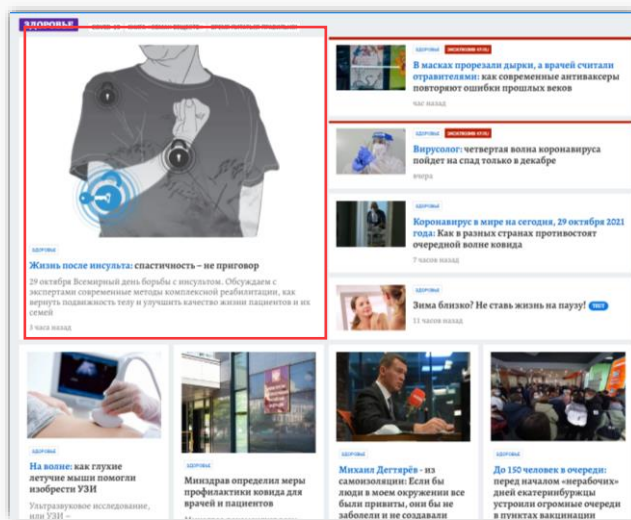 ЗДОРОВЬЕ
ЗДОРОВЬЕ
Жизнь после инсульта: спастичность – не приговор
29 октября Всемирный день борьбы с инсультом. Обсуждаем с
экспертами современные методы комплексной реабилитации, как
вернуть подвижность телу и улучшить качество жизни пациентов и их
семей
3 часа назад
ЗДОРОВЬЕ
В масках прорезали дырки, а врачей считали
отравителями: как современные антиваксеры
повторяют ошибки прошлых веков
час назад
ЗДОРОВЬЕ
Вирусолог: четвертая волна коронавируса
пойдет на спад только в декабре
вчера
ЗДОРОВЬЕ
Коронавирус в мире на сегодня, 29 октября 2021
года: Как в разных странах противостоят
очередной волне ковида
7 часов назад
ЗДОРОВЬЕ
Зима близко? Не ставь жизнь на паузу! ТЕСТ
11 часов назад
ЗДОРОВЬЕ
На волне: как глухие
летучие мыши помогли
изобрести УЗИ
Ультразвуковое исследование,
или УЗИ –
ЗДОРОВЬЕ
Минздрав определил меры
профилактики ковида для
врачей и пациентов
ЗДОРОВЬЕ
Михаил Дегтярёв - из
самоизоляции: Если бы
люди в моем окружении все
были привиты, они бы не
заболели и не создавали
ЗДОРОВЬЕ
До 150 человек в очереди:
перед началом «нерабочих»
дней екатеринбуржцы
устроили огромные очереди
в пунктах вакцинации